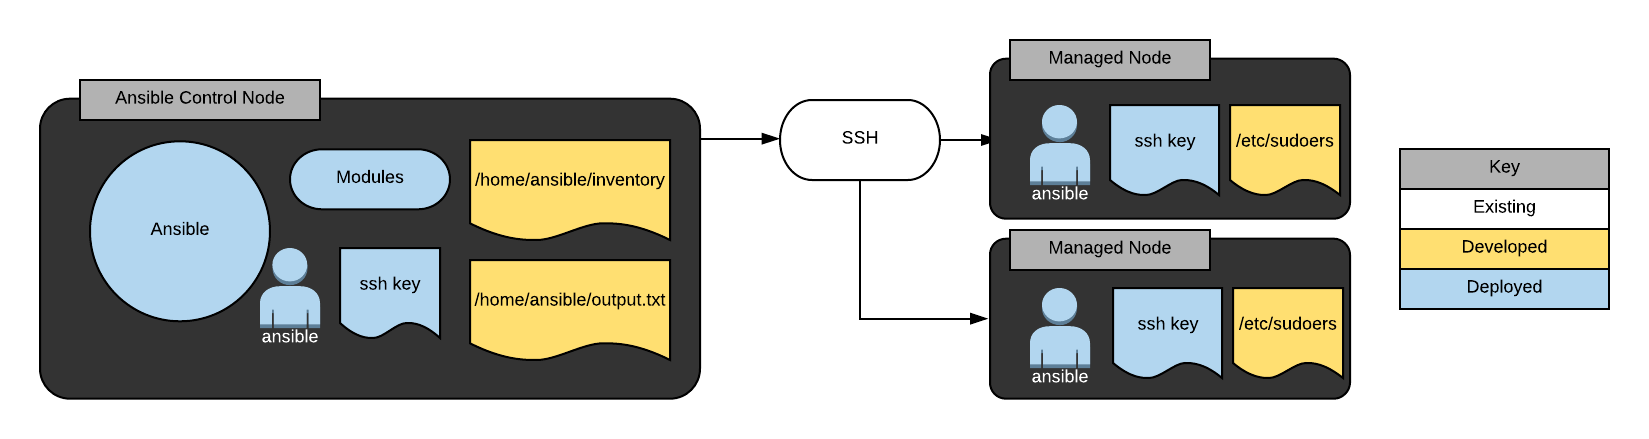 Ansible Control Node
Ansible
Modules
/home/ansible/inventory
ansible
ssh key
/home/ansible/output.txt
SSH
Managed Node
ansible
ssh key
/etc/sudoers
Managed Node
ansible
ssh key
/etc/sudoers
Key
Existing
Developed
Deployed